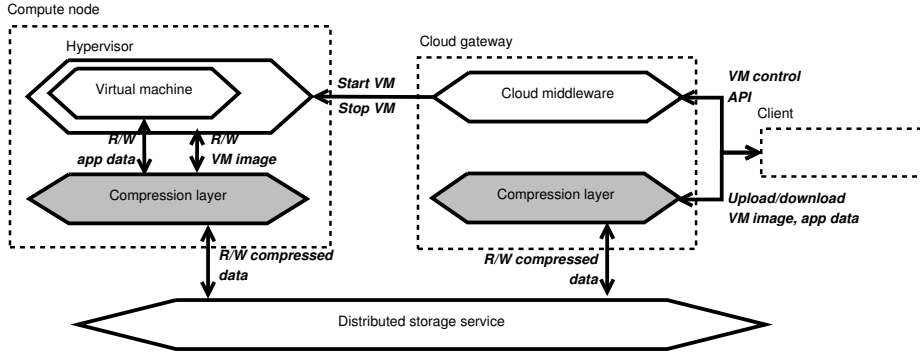 Compute node
Hypervisor
Virtual machine
R/W
app data
R/W
VM image
Compression layer
R/W compressed
data
Start VM
Stop VM
Cloud gateway
Cloud middleware
Compression layer
R/W compressed
data
VM control
API
Client
Upload/download
VM image, app data
Distributed storage service